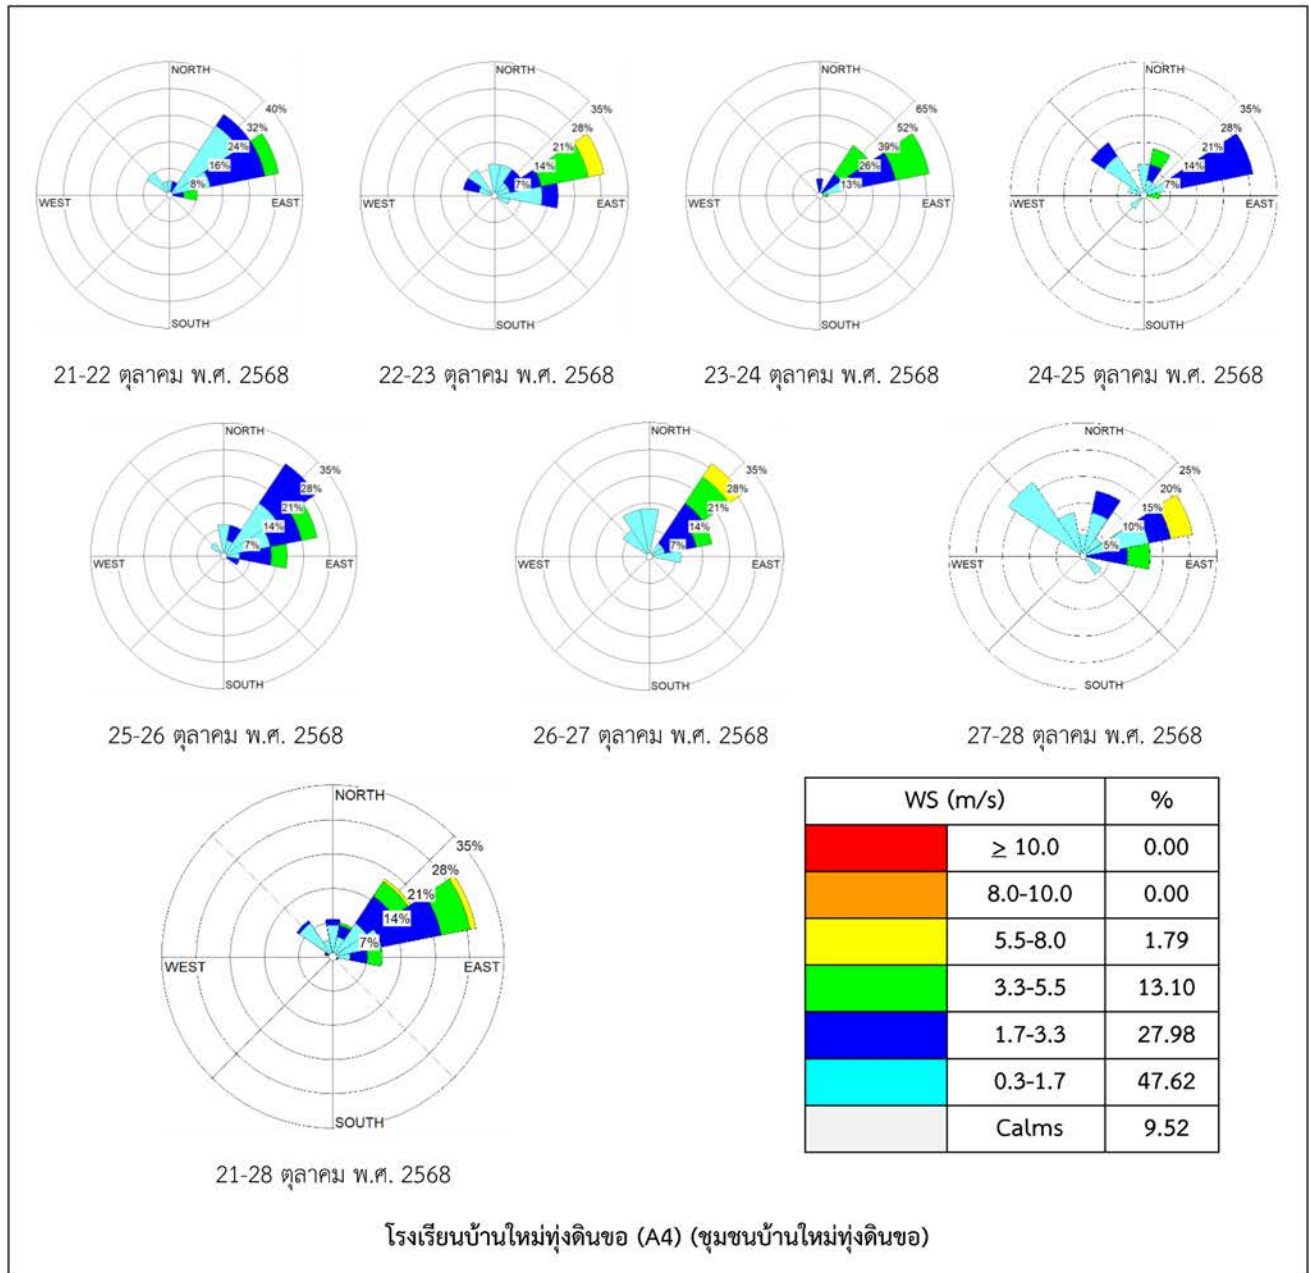 NORTH
40%
32%
24%
16%
8%
WEST
EAST
SOUTH
21-22 ตุลาคม พ.ศ. 2568
NORTH
35%
28%
21%
14%
7%
WEST
EAST
SOUTH
22-23 ตุลาคม พ.ศ. 2568
NORTH
65%
52%
39%
26%
13%
WEST
EAST
SOUTH
23-24 ตุลาคม พ.ศ. 2568
NORTH
35%
28%
21%
14%
7%
WEST
EAST
SOUTH
24-25 ตุลาคม พ.ศ. 2568
NORTH
35%
28%
21%
14%
7%
WEST
EAST
SOUTH
25-26 ตุลาคม พ.ศ. 2568
NORTH
35%
28%
21%
14%
7%
WEST
EAST
SOUTH
26-27 ตุลาคม พ.ศ. 2568
NORTH
25%
20%
15%
10%
5%
WEST
EAST
SOUTH
27-28 ตุลาคม พ.ศ. 2568
NORTH
35%
28%
21%
14%
7%
WEST
EAST
SOUTH
21-28 ตุลาคม พ.ศ. 2568
WS (m/s) %
≥ 10.0 0.00
8.0-10.0 0.00
5.5-8.0 1.79
3.3-5.5 13.10
1.7-3.3 27.98
0.3-1.7 47.62
Calms 9.52
โรงเรียนบ้านใหม่ทุ่งดินขอ (A4) (ชุมชนบ้านใหม่ทุ่งดินขอ)